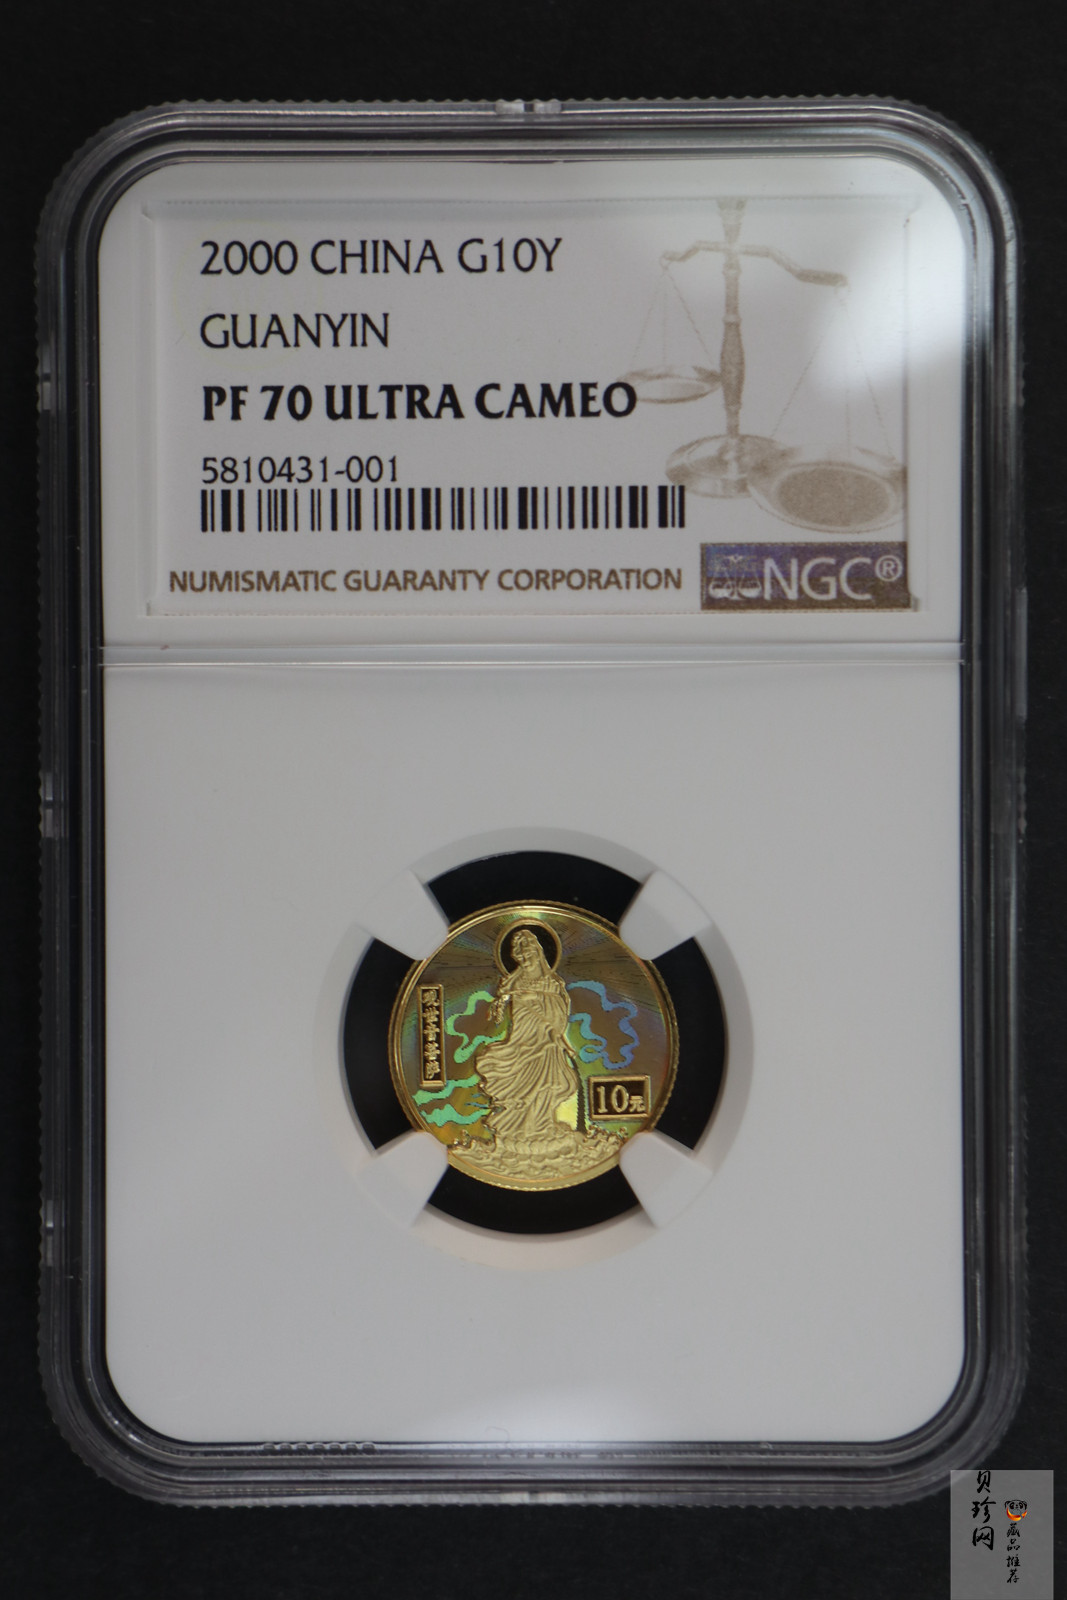 2000 CHINA G10Y
GUANYIN
PF 70 ULTRA CAMEO
5810431-001
NUMISMATIC GUARANTY CORPORATION
NGC®
观世音菩萨
10元
贝珍网
藏品推荐